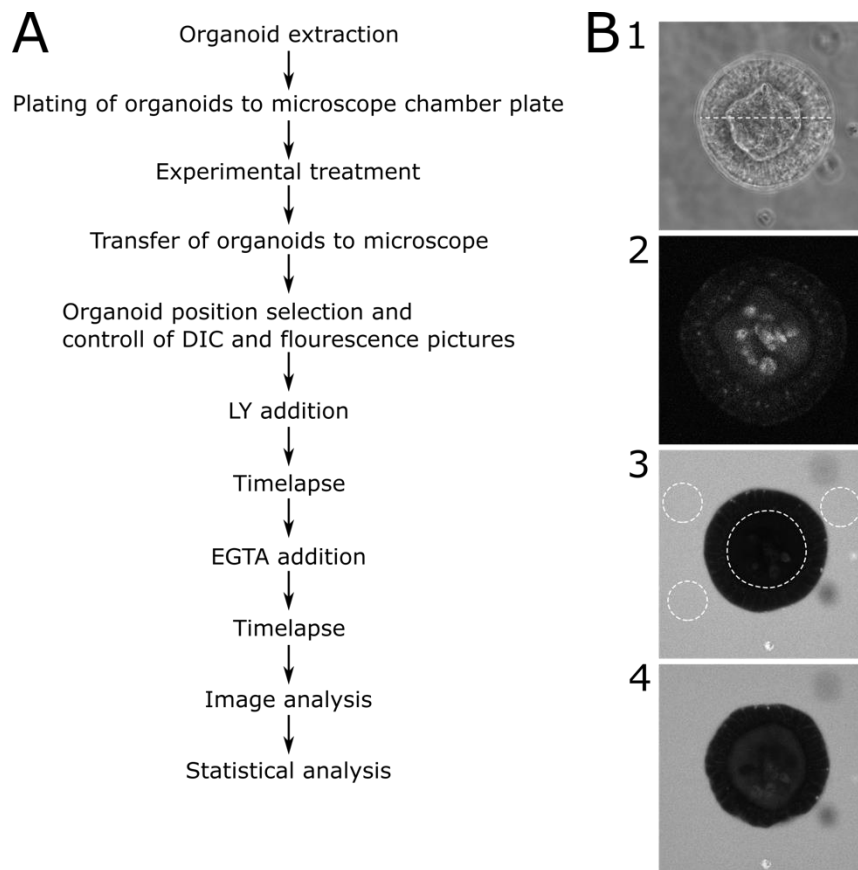 A
Organoid extraction
Plating of organoids to microscope chamber plate
Experimental treatment
Transfer of organoids to microscope
Organoid position selection and
controll of DIC and flourescence pictures
LY addition
Timelapse
EGTA addition
Timelapse
Image analysis
Statistical analysis
B
1
2
3
4